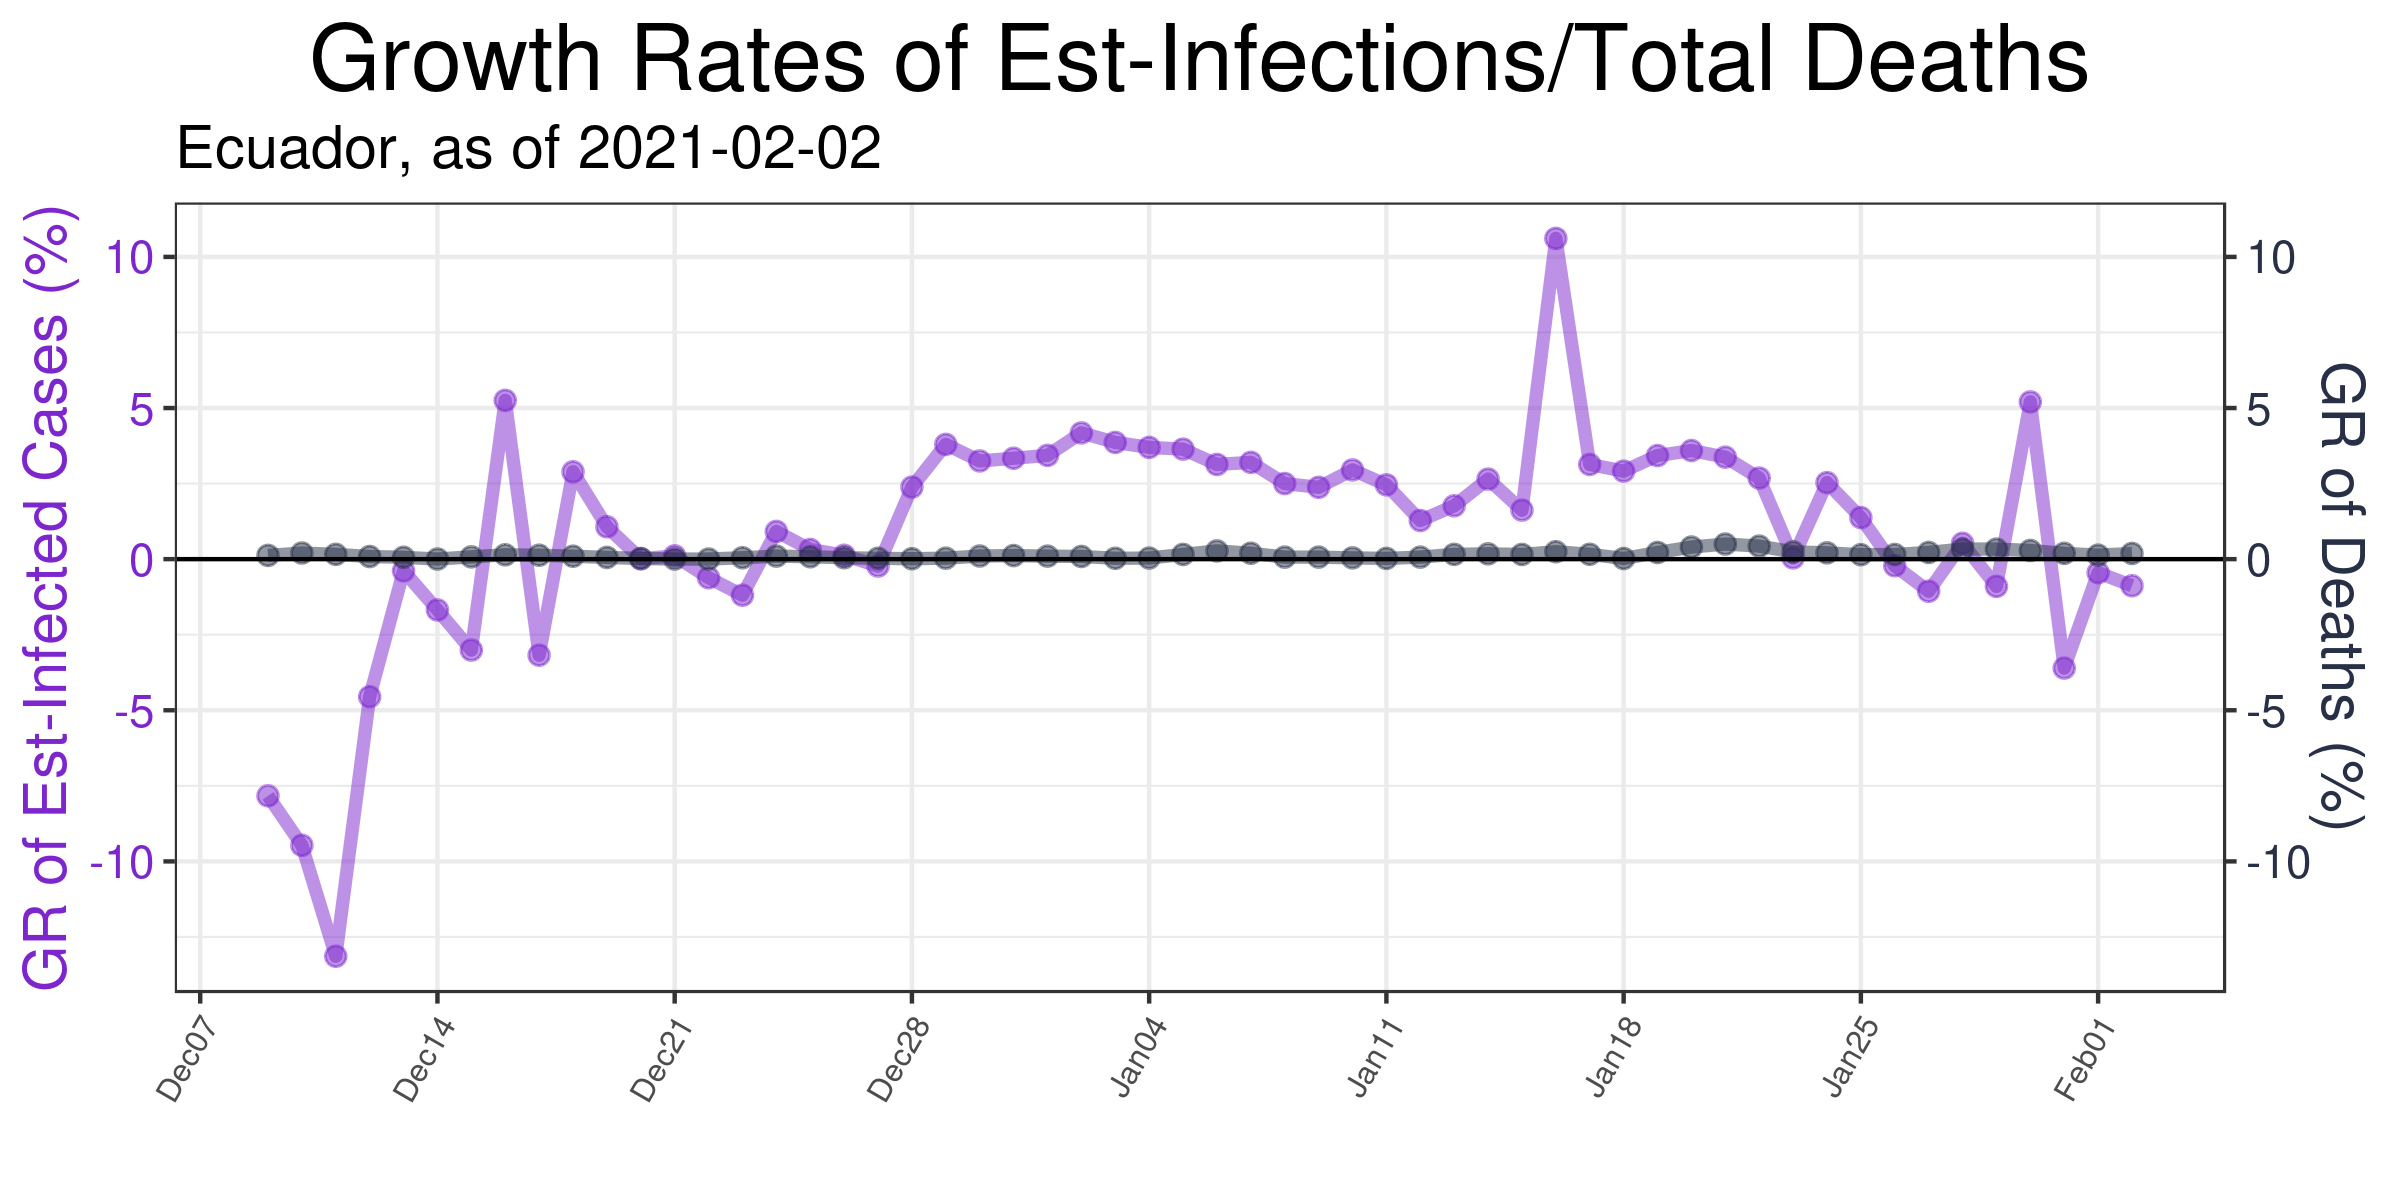 Growth Rates of Est-Infections/Total Deaths
Ecuador, as of 2021-02-02
GR of Est-Infected Cases (%)
10
5
0
-5
-10
10
5
0
-5
-10
GR of Deaths (%)
Dec07
Dec14
Dec21
Dec28
Jan04
Jan11
Jan18
Jan25
Feb01